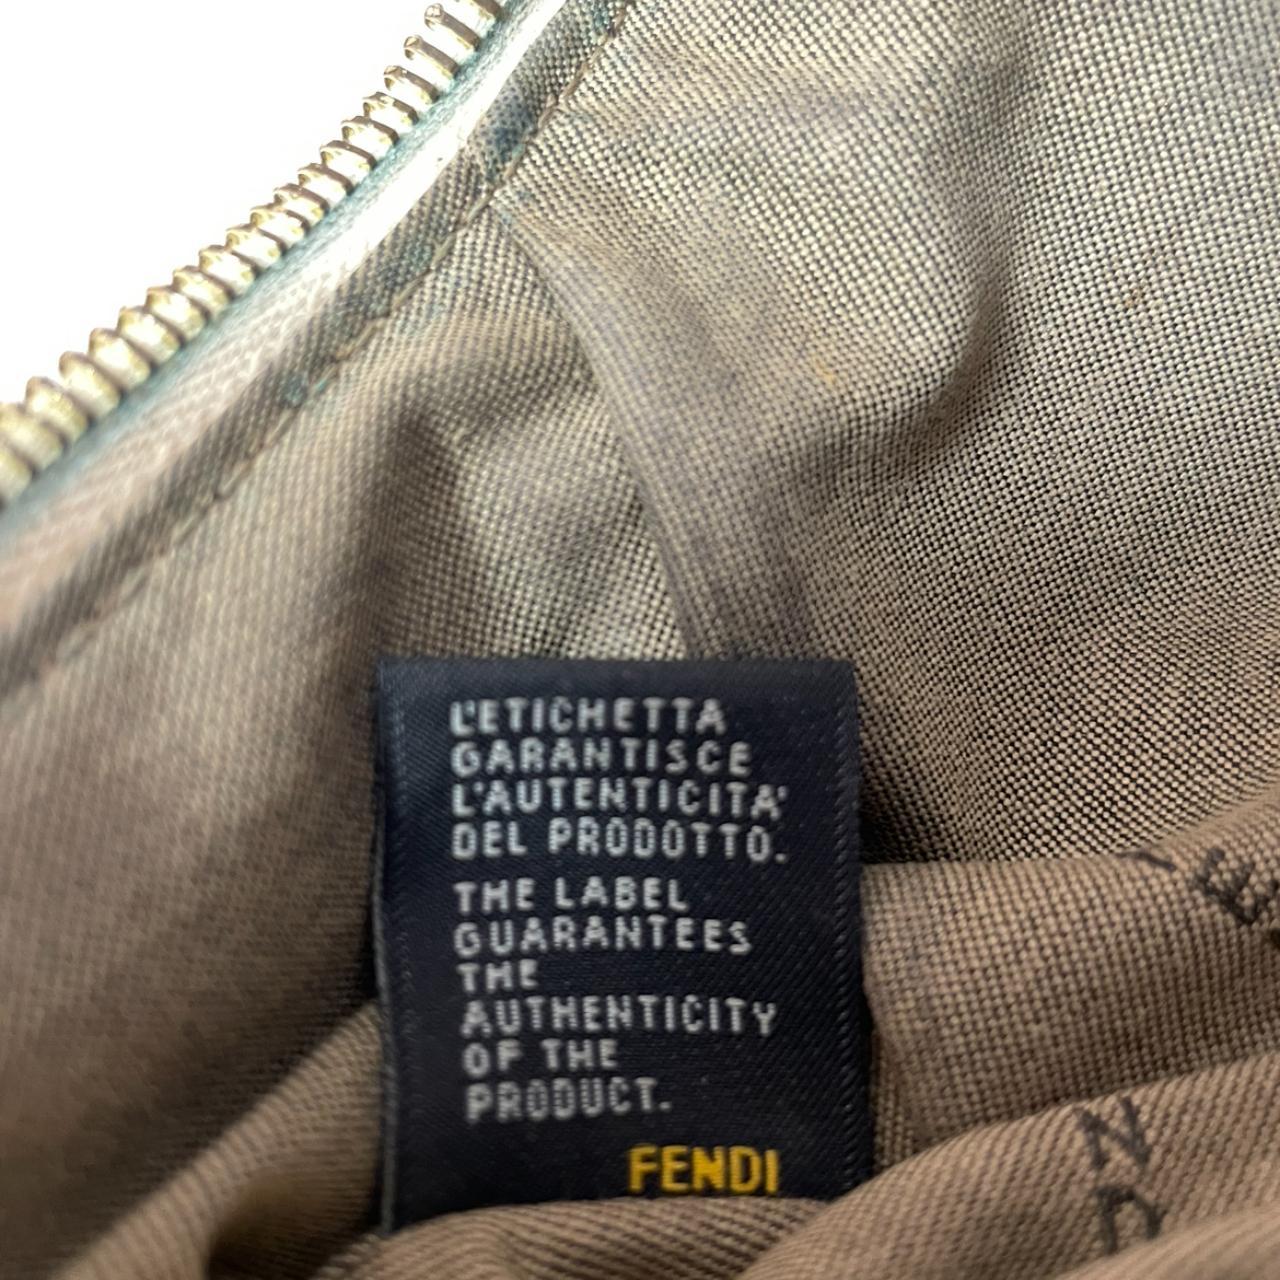 L'ETICHETTA
GARANTISCE
L'AUTENTICITA'
DEL PRODOTTO.
THE LABEL
GUARANTEES
THE
AUTHENTICITY
OF THE
PRODUCT.
FENDI
E
N
D